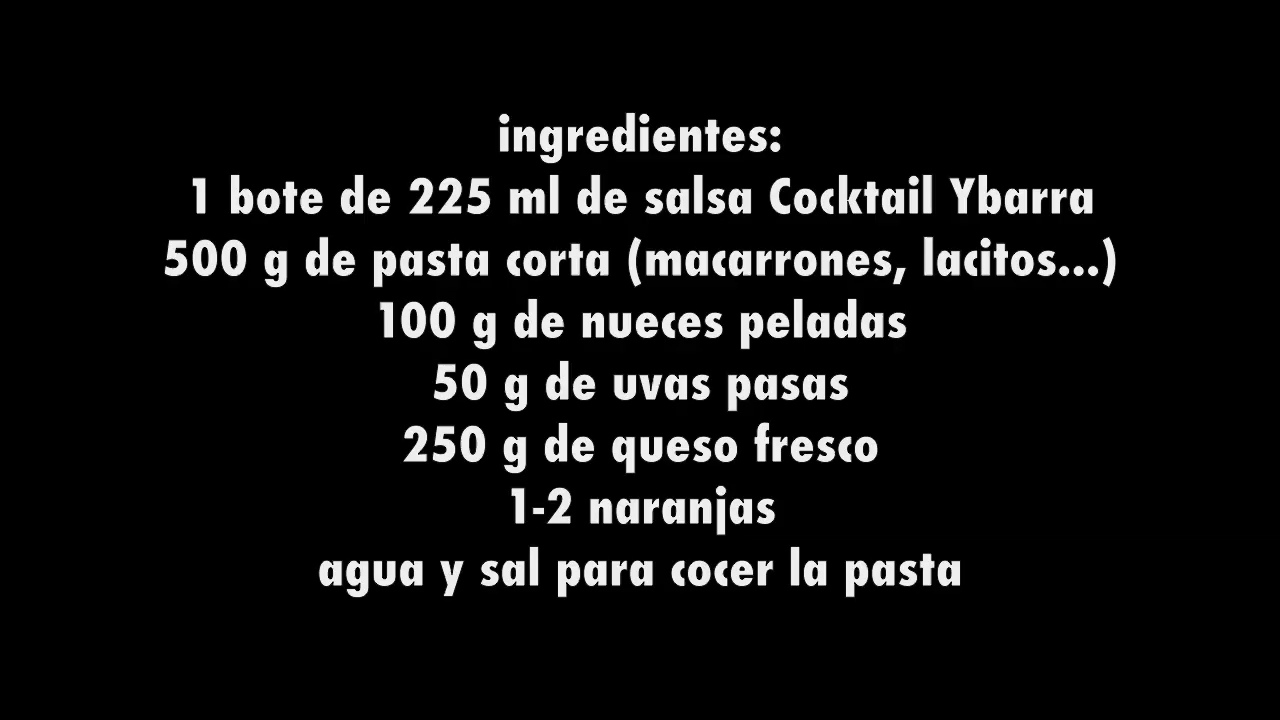 ingredientes:
1 bote de 225 ml de salsa Cocktail Ybarra
500 g de pasta corta (macarrones, lacitos...)
100 g de nueces peladas
50 g de uvas pasas
250 g de queso fresco
1-2 naranjas
agua y sal para cocer la pasta